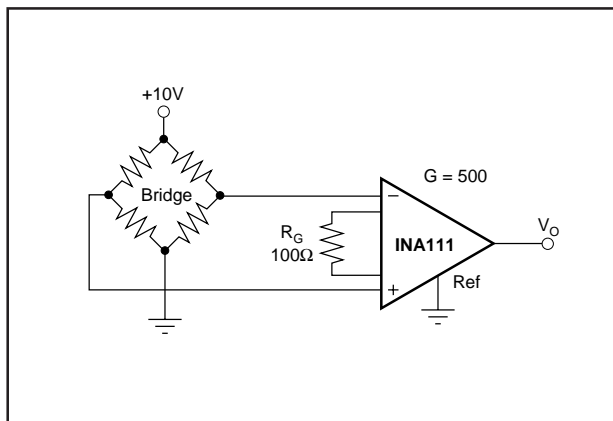 +10V
Bridge
G = 500
–
R_G
100Ω
INA111
+
Ref
V_O